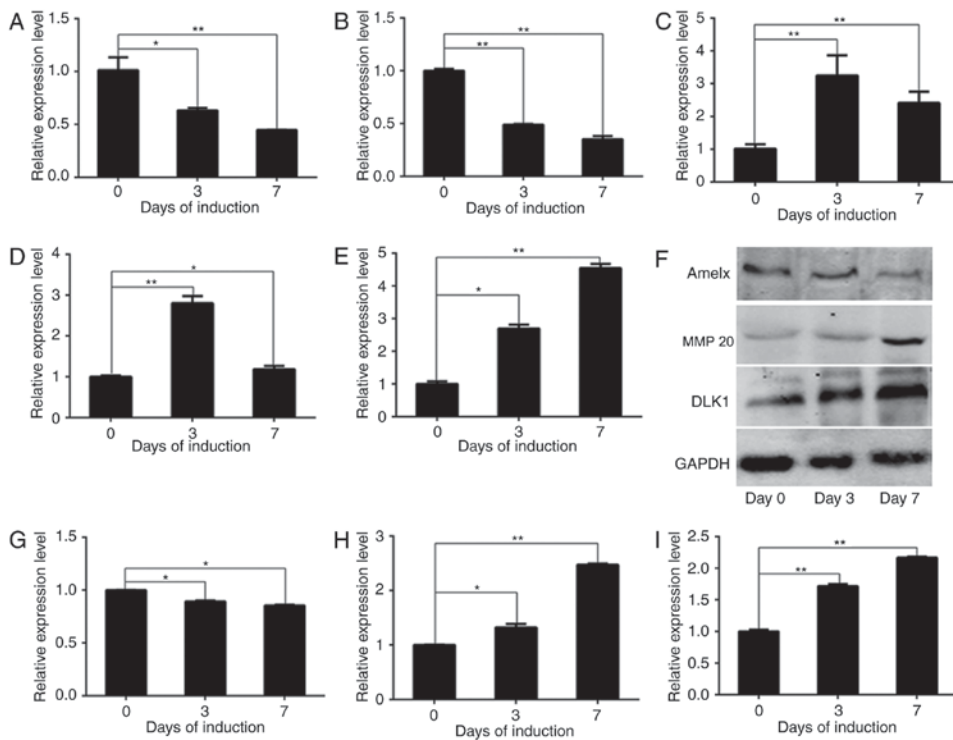 A
Relative expression level
1.5
1.0
0.5
0.0
**
*
0 3 7
Days of induction
B
Relative expression level
1.5
1.0
0.5
0.0
**
**
0 3 7
Days of induction
C
Relative expression level
5
4
3
2
1
0
**
**
0 3 7
Days of induction
D
Relative expression level
4
3
2
1
0
*
**
0 3 7
Days of induction
E
Relative expression level
5
4
3
2
1
0
**
*
0 3 7
Days of induction
F
Amelx
MMP 20
DLK1
GAPDH
Day 0 Day 3 Day 7
G
Relative expression level
1.5
1.0
0.5
0.0
*
*
0 3 7
Days of induction
H
Relative expression level
3
2
1
0
**
*
0 3 7
Days of induction
I
Relative expression level
2.5
2.0
1.5
1.0
0.5
0.0
**
**
0 3 7
Days of induction